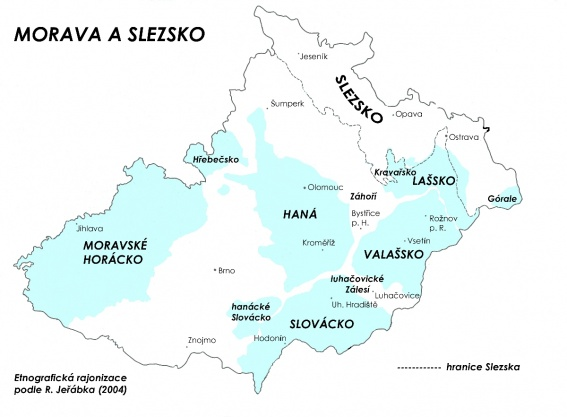 MORAVA A SLEZSKO
Jeseník
SLEZSKO
Šumperk
Opava
Ostrava
Hřebečsko
Kravařsko
LAŠSKO
Olomouc
Záhoří
Górale
HANÁ
Bystřice
p. H.
Rožnov
p. R.
Jihlava
MORAVSKÉ
HORÁCKO
Kroměříž
Vsetín
VALAŠSKO
Brno
luhačovické
Zálesí
Luhačovice
hanácké
Slovácko
Uh. Hradiště
SLOVÁCKO
Znojmo
Hodonín
hranice Slezska
Etnografická rajonizace
podle R. Jeřábka (2004)